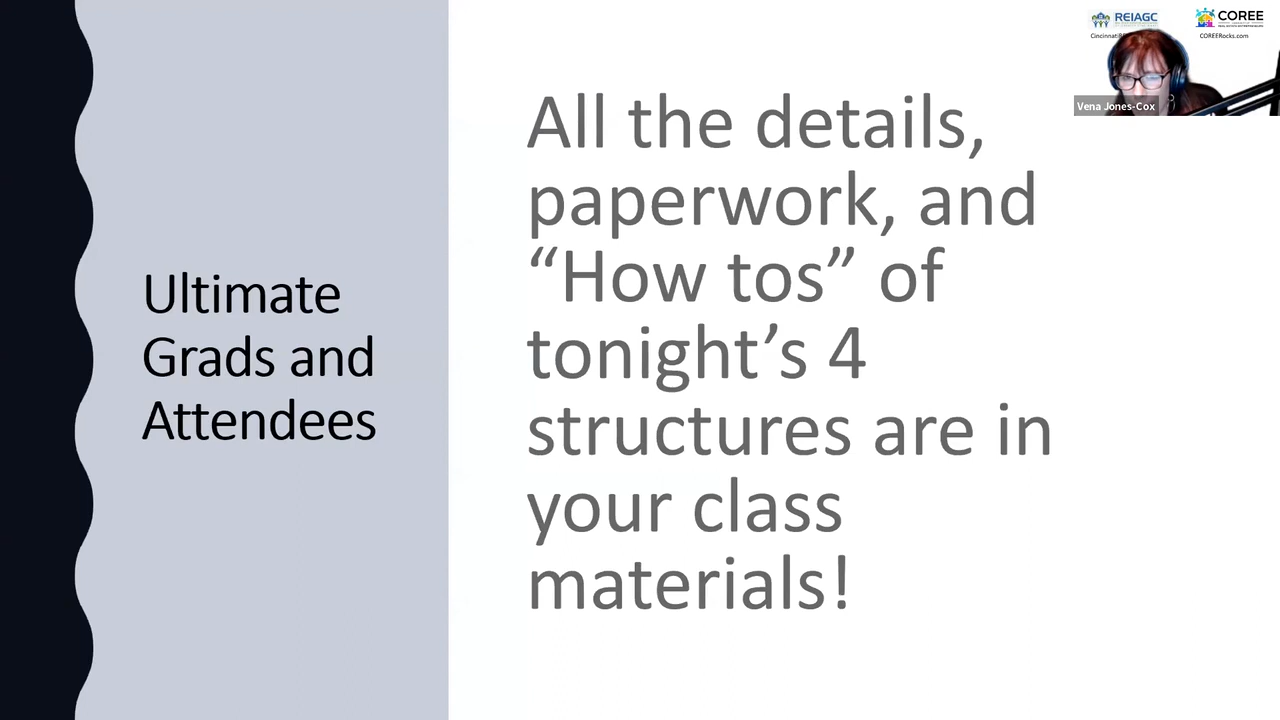 REIAGC
COREE
COREERocks.com
Vena Jones-Cox
Ultimate
Grads and
Attendees
All the details,
paperwork, and
“How tos” of
tonight’s 4
structures are in
your class
materials!